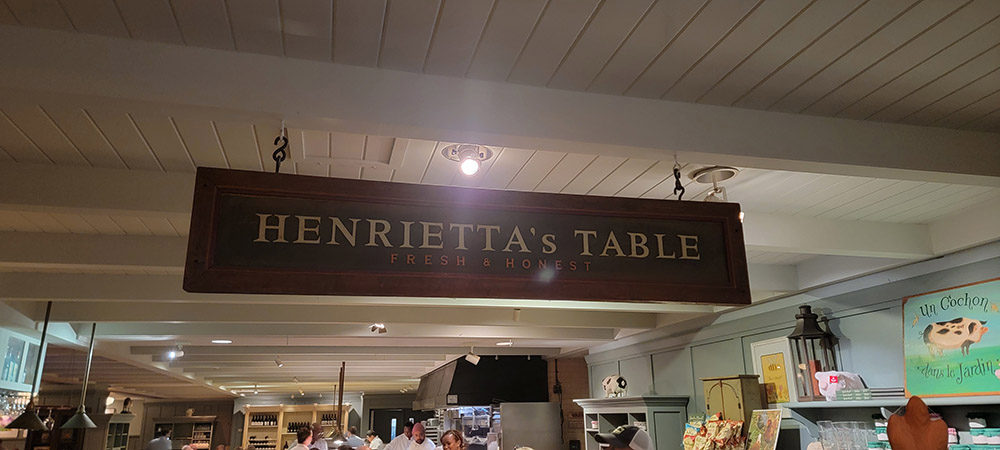 HENRIETTA'S TABLE
FRESH & HONEST
Un Cochon
dans le Jardin